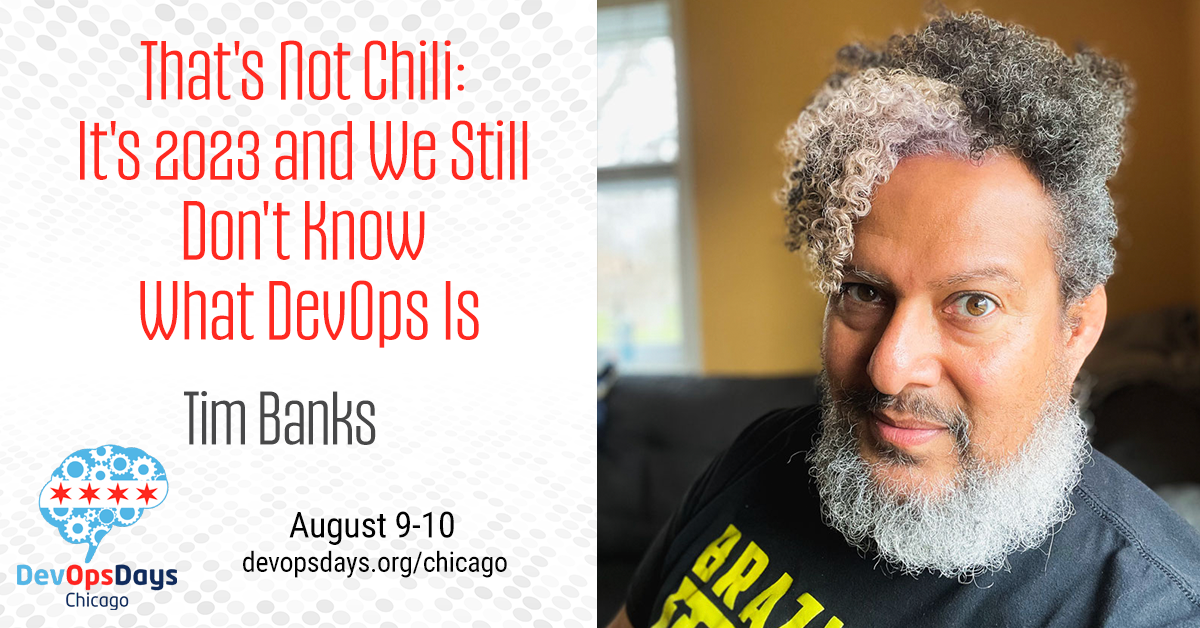 That's Not Chili:
It's 2023 and We Still
Don't Know
What DevOps Is
Tim Banks
August 9-10
devopsdays.org/chicago
DevOpsDays
Chicago